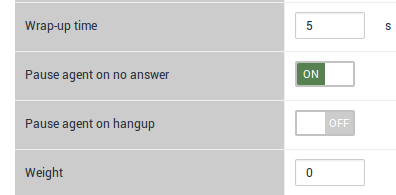 Wrap-up time 5 s
Pause agent on no answer ON
Pause agent on hangup OFF
Weight 0